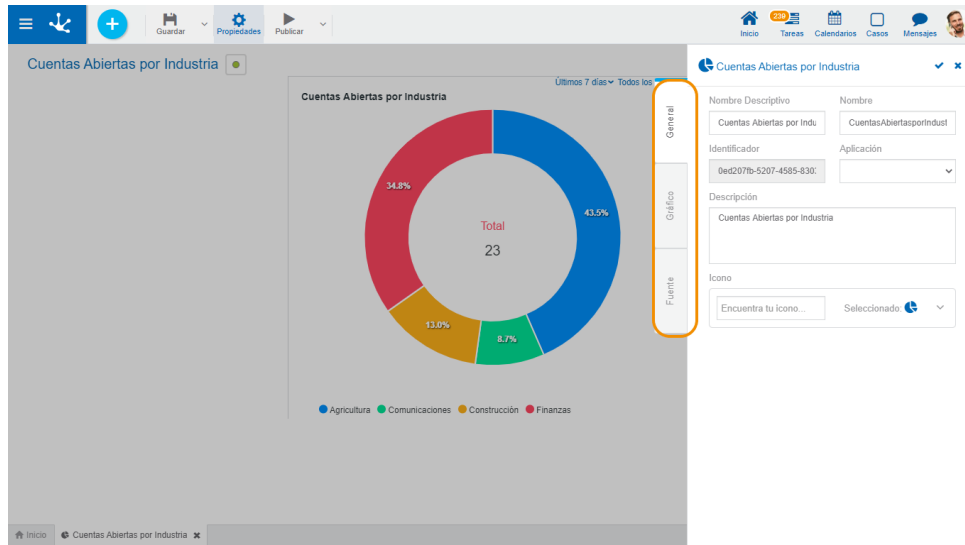 Guardar
Propiedades
Publicar
Inicio
239
Tareas
Calendarios
Casos
Mensajes
Cuentas Abiertas por Industria
Últimos 7 días Todos los
Cuentas Abiertas por Industria
34.8%
43.5%
Total
23
13.0%
8.7%
Agricultura Comunicaciones Construcción Finanzas
General
Gráfico
Fuente
Cuentas Abiertas por Industria
Nombre Descriptivo Nombre
Cuentas Abiertas por Indu CuentasAbiertasporIndust
Identificador Aplicación
0ed207fb-5207-4585-830
Descripción
Cuentas Abiertas por Industria
Icono
Encuentra tu icono... Seleccionado:
Inicio Cuentas Abiertas por Industria